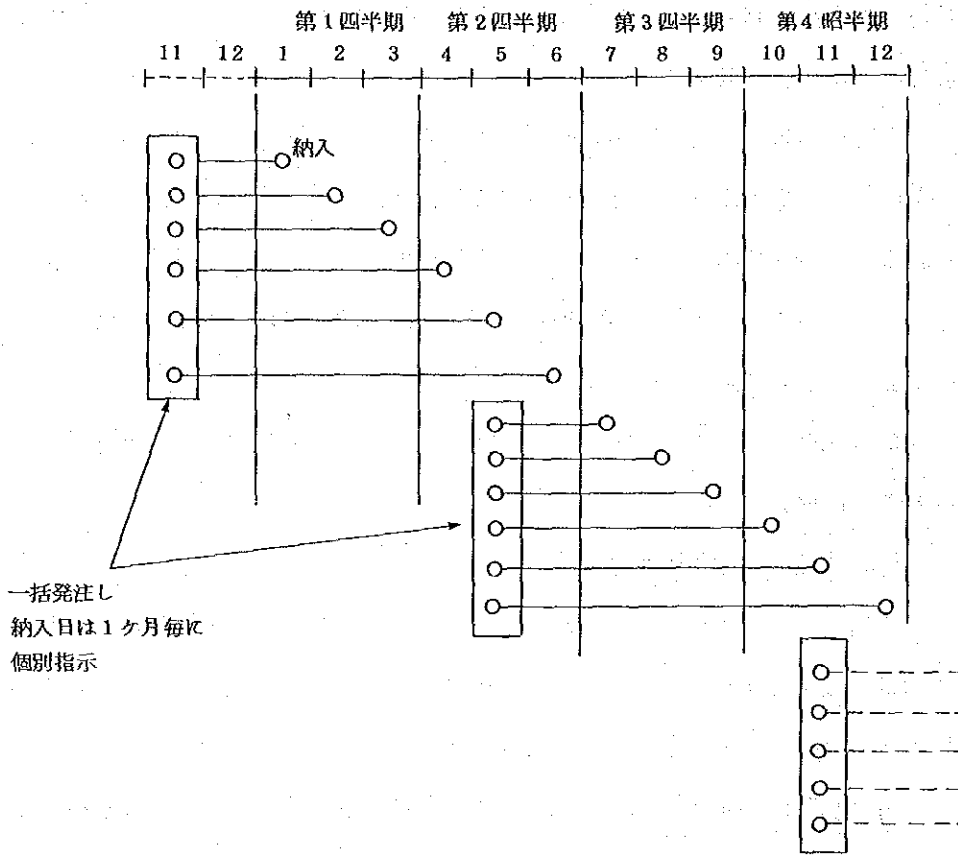 第1四半期 第2四半期 第3四半期 第4昭半期
11 12 1 2 3 4 5 6 7 8 9 10 11 12
納入
一括発注し
納入日は1ケ月毎に
個別指示